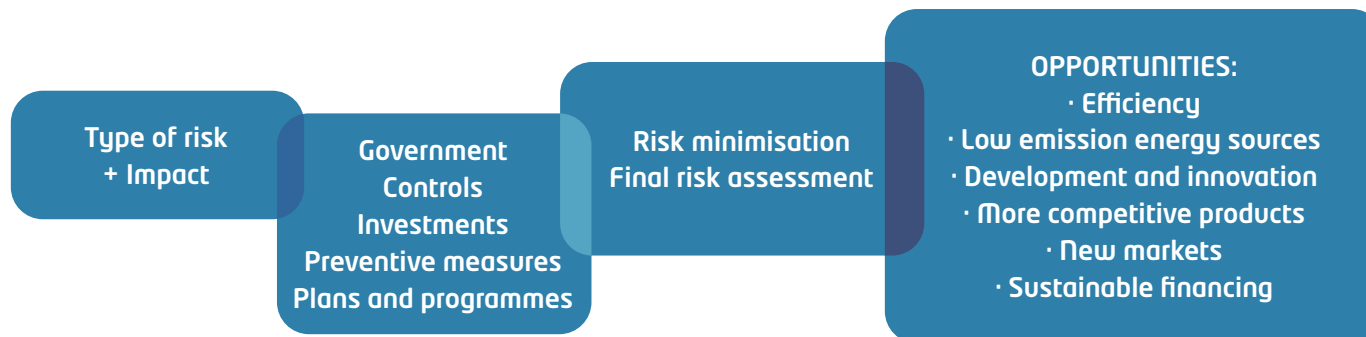 Type of risk
+ Impact
Government
Controls
Investments
Preventive measures
Plans and programmes
Risk minimisation
Final risk assessment
OPPORTUNITIES:
· Efficiency
· Low emission energy sources
· Development and innovation
· More competitive products
· New markets
· Sustainable financing